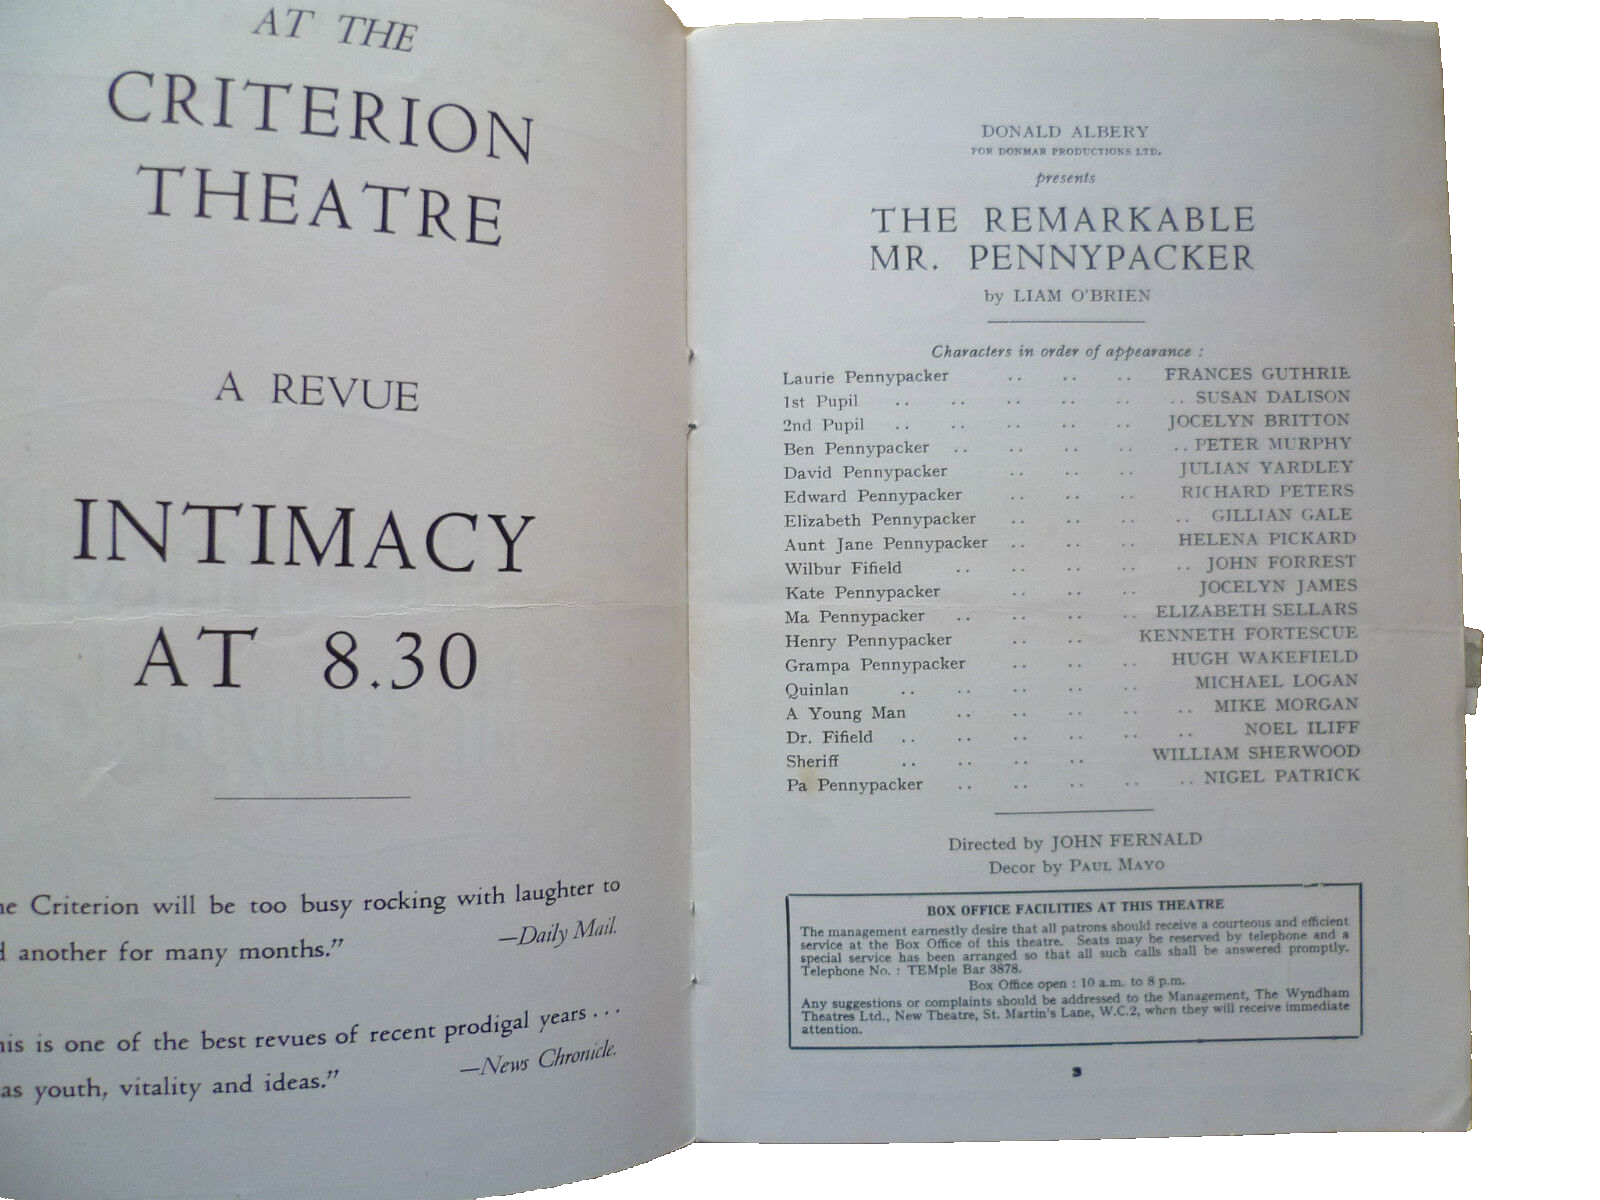 AT THE
CRITERION
THEATRE
A REVUE
INTIMACY
AT 8.30
Criterion will be too busy rocking with laughter to
another for many months."
—Daily Mail.
is one of the best revues of recent prodigal years . . .
—News Chronicle.
as youth, vitality and ideas."
DONALD ALBERY
FOR DONMAR PRODUCTIONS LTD.
presents
THE REMARKABLE
MR. PENNYPACKER
by LIAM O'BRIEN
Characters in order of appearance :
Laurie Pennypacker .. .. .. FRANCES GUTHRIE
1st Pupil .. .. .. .. .. .. SUSAN DALISON
2nd Pupil .. .. .. .. .. JOCELYN BRITTON
Ben Pennypacker .. .. .. .. .. PETER MURPHY
David Pennypacker .. .. .. JULIAN YARDLEY
Edward Pennypacker .. .. .. RICHARD PETERS
Elizabeth Pennypacker .. .. .. .. GILLIAN GALE
Aunt Jane Pennypacker .. .. .. HELENA PICKARD
Wilbur Fifield .. .. .. .. .. JOHN FORREST
Kate Pennypacker .. .. .. JOCELYN JAMES
Ma Pennypacker .. .. .. .. ELIZABETH SELLARS
Henry Pennypacker .. .. KENNETH FORTESCUE
Grampa Pennypacker .. .. .. HUGH WAKEFIELD
Quinlan .. .. .. .. .. MICHAEL LOGAN
A Young Man .. .. .. .. .. MIKE MORGAN
Dr. Fifield .. .. .. .. .. .. NOEL ILIFF
Sheriff .. .. .. .. WILLIAM SHERWOOD
Pa Pennypacker .. .. .. .. .. NIGEL PATRICK
Directed by JOHN FERNALD
Decor by PAUL MAYO
BOX OFFICE FACILITIES AT THIS THEATRE
The management earnestly desire that all patrons should receive a courteous and efficient
service at the Box Office of this theatre. Seats may be reserved by telephone and a
special service has been arranged so that all such calls shall be answered promptly.
Telephone No. : TEMple Bar 3878.
Box Office open : 10 a.m. to 8 p.m.
Any suggestions or complaints should be addressed to the Management, The Wyndham
Theatres Ltd., New Theatre, St. Martin's Lane, W.C.2, when they will receive immediate
attention.
3